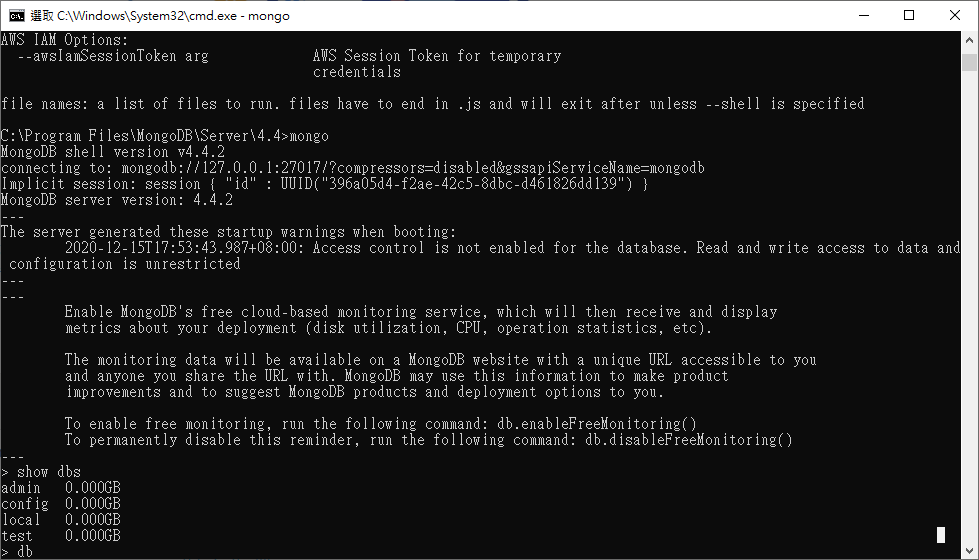 選取 C:\Windows\System32\cmd.exe - mongo
AWS IAM Options:
  --awsIamSessionToken arg             AWS Session Token for temporary
                                       credentials
file names: a list of files to run. files have to end in .js and will exit after unless --shell is specified
C:\Program Files\MongoDB\Server\4.4>mongo
MongoDB shell version v4.4.2
connecting to: mongodb://127.0.0.1:27017/?compressors=disabled&gssapiServiceName=mongodb
Implicit session: session { "id" : UUID("396a05d4-f2ae-42c5-8dbc-d461826dd139") }
MongoDB server version: 4.4.2
---
The server generated these startup warnings when booting:
        2020-12-15T17:53:43.987+08:00: Access control is not enabled for the database. Read and write access to data and
 configuration is unrestricted
---
---
        Enable MongoDB's free cloud-based monitoring service, which will then receive and display
        metrics about your deployment (disk utilization, CPU, operation statistics, etc).
        The monitoring data will be available on a MongoDB website with a unique URL accessible to you
        and anyone you share the URL with. MongoDB may use this information to make product
        improvements and to suggest MongoDB products and deployment options to you.
        To enable free monitoring, run the following command: db.enableFreeMonitoring()
        To permanently disable this reminder, run the following command: db.disableFreeMonitoring()
---
> show dbs
admin   0.000GB
config  0.000GB
local   0.000GB
test    0.000GB
> db